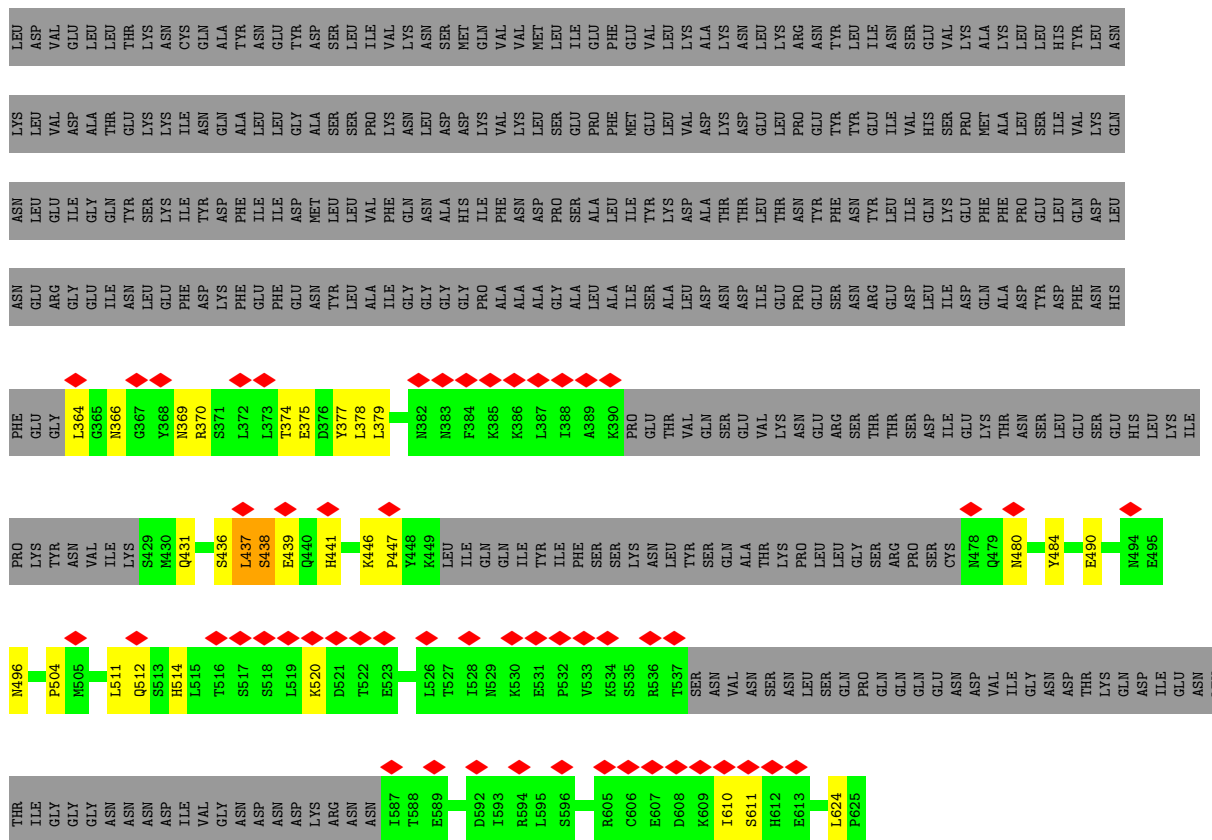 LEU ASP VAL GLU LEU LEU THR LYS ASN CYS GLN ALA TYR ASN GLU TYR ASP SER LEU ILE VAL LYS ASN SER MET GLN VAL VAL MET LEU ILE GLU PHE GLU VAL LEU LYS ALA LYS ASN LEU LYS ARG ASN TYR LEU ILE ASN SER GLU VAL LYS ALA LYS LEU LEU HIS TYR LEU ASN
LYS LEU VAL ASP ALA THR GLU LYS LYS ILE ASN GLN ALA LEU LEU GLY ALA SER SER PRO LYS ASN LEU ASP ASP LYS VAL LYS LEU SER GLU PRO PHE MET GLU LEU VAL ASP LYS ASP GLU LEU PRO GLU TYR TYR GLU ILE VAL HIS SER PRO MET ALA LEU SER ILE VAL LYS GLN
ASN LEU GLU ILE GLY GLN TYR SER LYS ILE TYR ASP PHE ILE ILE ASP MET LEU LEU VAL PHE GLN ASN ALA HIS ILE PHE ASN ASP PRO SER ALA LEU ILE TYR LYS ASP ALA THR THR LEU THR ASN TYR PHE ASN TYR LEU ILE GLN LYS GLU PHE PHE PRO GLU LEU GLN ASP LEU
ASN GLU ARG GLY GLU ILE ASN LEU GLU PHE ASP LYS PHE GLU PHE GLU ASN TYR LEU ALA ILE GLY GLY GLY GLY PRO ALA ALA ALA GLY ALA LEU ALA ILE SER ALA LEU ASP ASN ASP ILE GLU PRO GLU SER ASN ARG GLU ASP LEU ILE ASP GLN ALA ASP TYR ASP PHE ASN HIS
PHE GLU GLY L364 G365 N366 G367 Y368 N369 R370 S371 L372 L373 T374 E375 D376 Y377 L378 L379 N382 N383 F384 K385 K386 L387 I388 A389 K390 PRO GLU THR VAL GLN SER GLU VAL LYS ASN GLU ARG SER THR THR SER ASP ILE GLU LYS THR ASN SER LEU GLU SER GLU HIS LEU LYS ILE
PRO LYS TYR ASN VAL ILE LYS S429 M430 Q431 S436 L437 S438 E439 Q440 H441 K446 P447 Y448 K449 LEU ILE GLN GLN ILE TYR ILE PHE SER SER LYS ASN LEU TYR SER GLN ALA THR LYS PRO LEU LEU GLY SER ARG PRO SER CYS N478 Q479 N480 Y484 E490 N494 E495
N496 P504 M505 L511 Q512 S513 H514 L515 T516 S517 S518 L519 K520 D521 T522 E523 L526 T527 I528 N529 K530 E531 P532 V533 K534 S535 R536 T537 SER ASN VAL ASN SER ASN LEU SER GLN PRO GLN GLN GLN GLU ASN ASP VAL ILE GLY ASN ASP THR LYS GLN ASP ILE GLU ASN
THR ILE GLY GLY GLY ASN ASN ASN ASP ILE VAL GLY ASN ASP ASN ASP LYS ARG ASN ASN I587 T588 E589 D592 I593 R594 L595 S596 R605 C606 E607 D608 K609 I610 S611 H612 E613 L624 P625